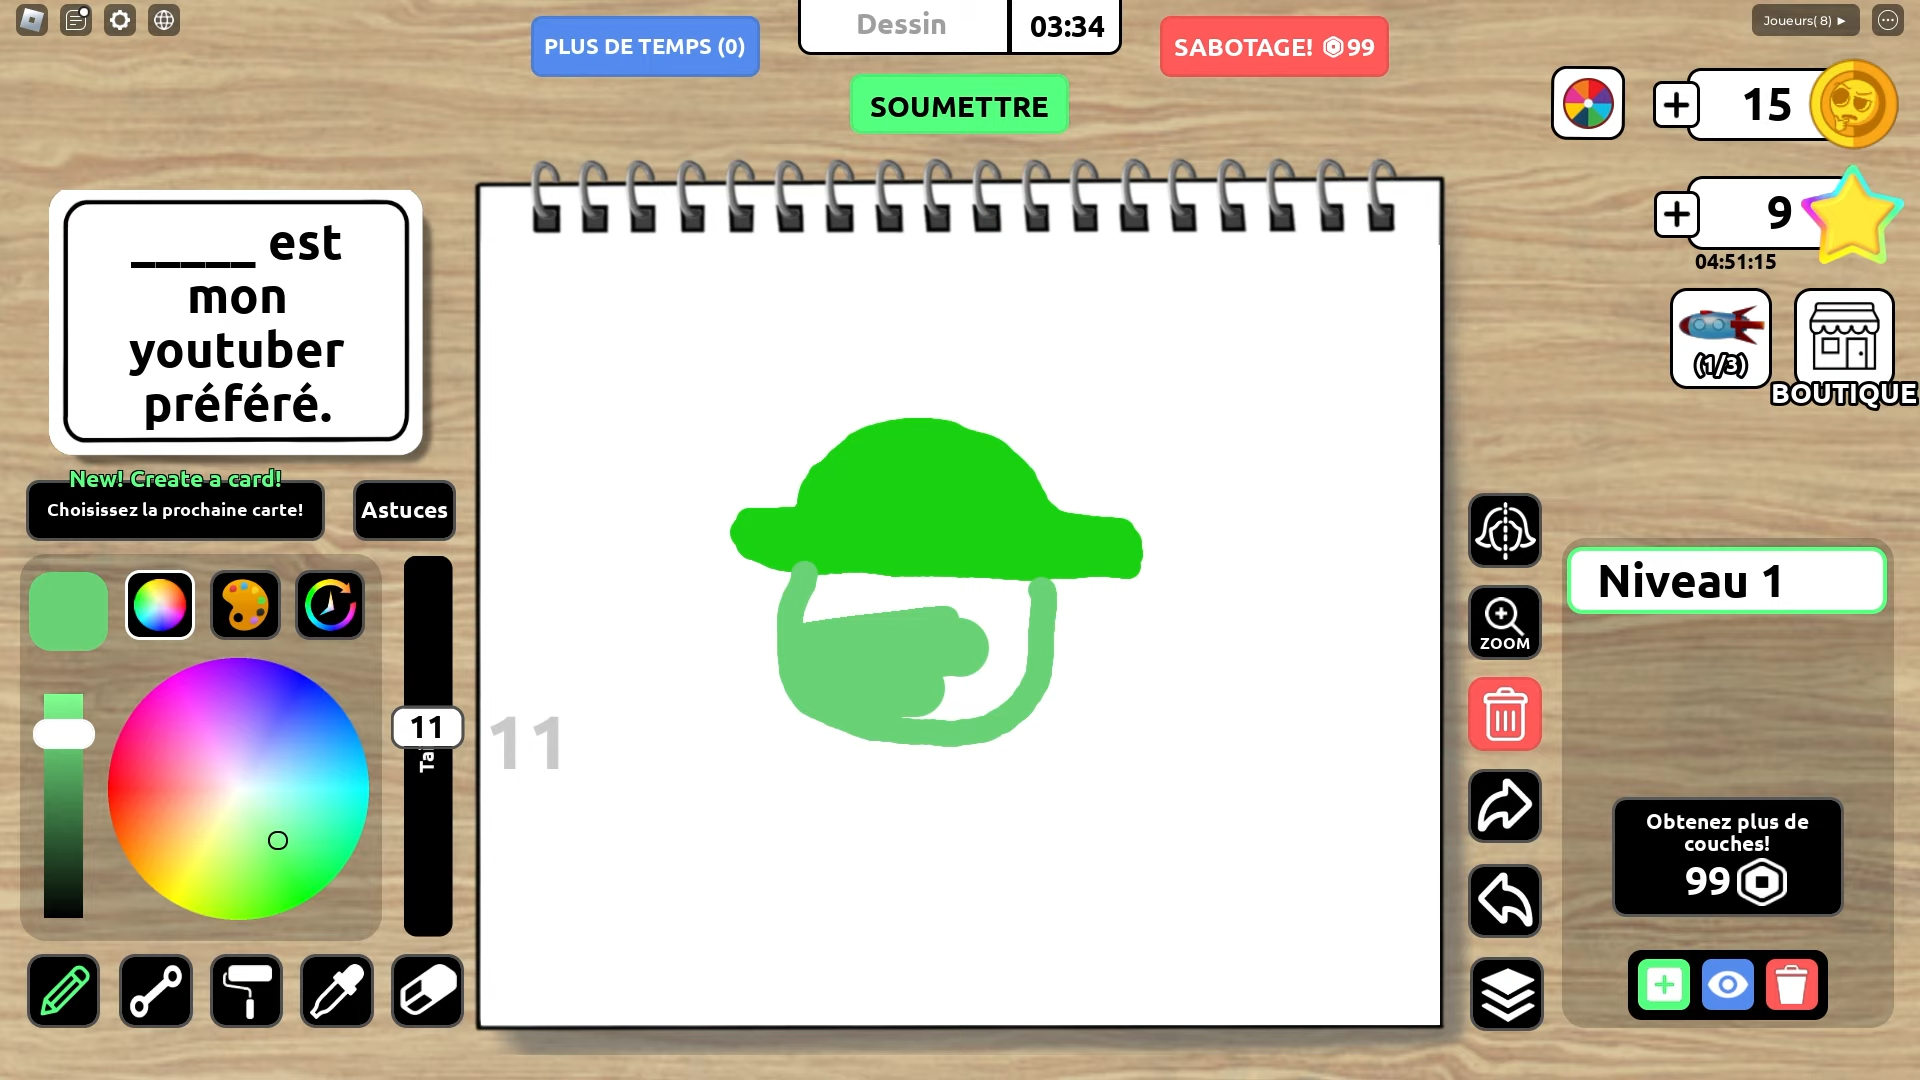 Joueurs( 8) ►
PLUS DE TEMPS (0)
Dessin
03:34
SABOTAGE! 99
SOUMETTRE
15
9
04:51:15
(1/3)
BOUTIQUE
_____ est
mon
youtuber
préféré.
New! Create a card!
Choisissez la prochaine carte!
Astuces
11
Tai
11
ZOOM
Niveau 1
Obtenez plus de
couches!
99